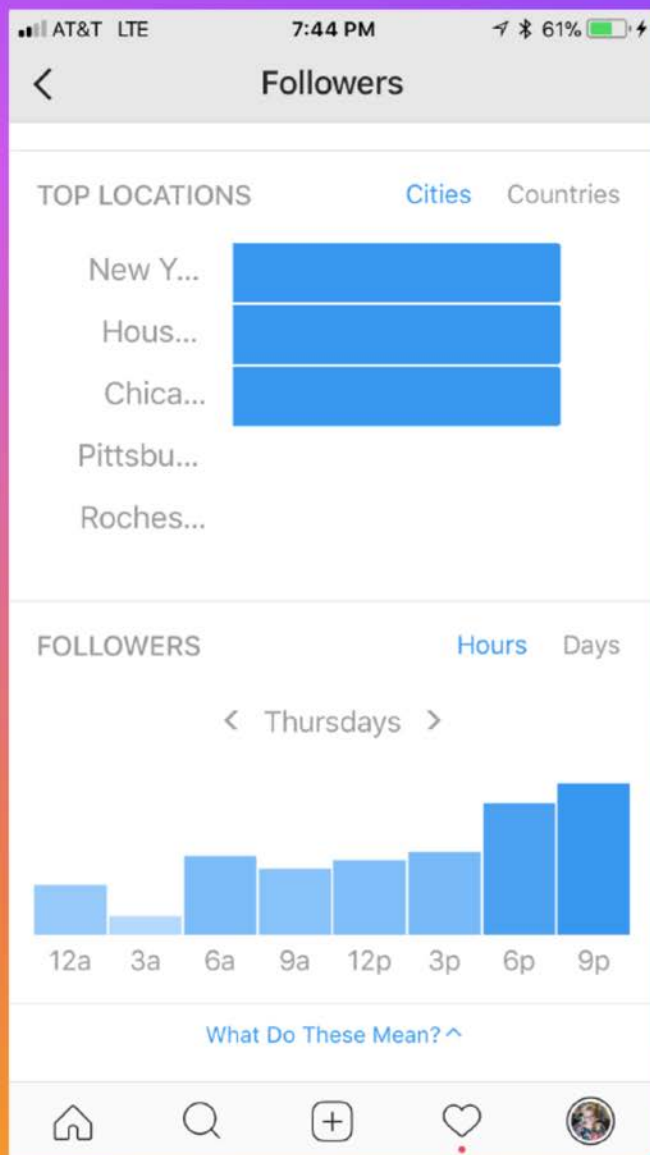 AT&T LTE 7:44 PM 61%
Followers
TOP LOCATIONS Cities Countries
New Y...
Hous...
Chica...
Pittsbu...
Roches...
FOLLOWERS Hours Days
< Thursdays >
12a 3a 6a 9a 12p 3p 6p 9p
What Do These Mean?